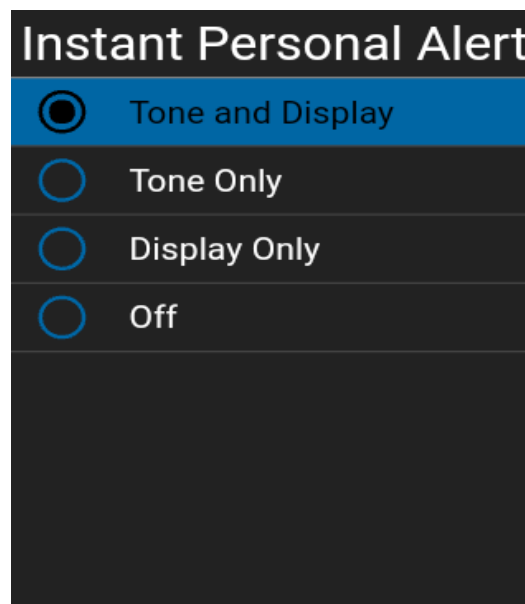 Instant Personal Alert
Tone and Display
Tone Only
Display Only
Off